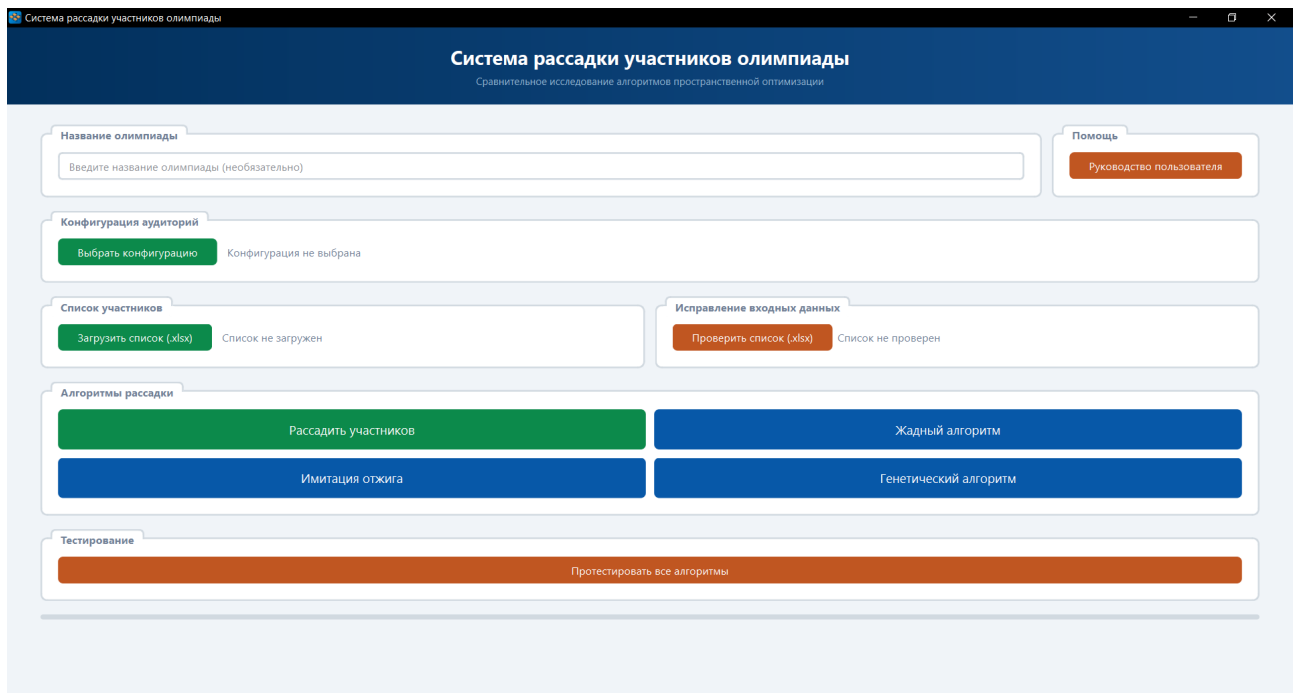 Система рассадки участников олимпиады
Система рассадки участников олимпиады
Сравнительное исследование алгоритмов пространственной оптимизации
Название олимпиады
Помощь
Введите название олимпиады (необязательно)
Руководство пользователя
Конфигурация аудиторий
Выбрать конфигурацию
Конфигурация не выбрана
Список участников
Исправление входных данных
Загрузить список (.xlsx)
Список не загружен
Проверить список (.xlsx)
Список не проверен
Алгоритмы рассадки
Рассадить участников
Жадный алгоритм
Имитация отжига
Генетический алгоритм
Тестирование
Протестировать все алгоритмы